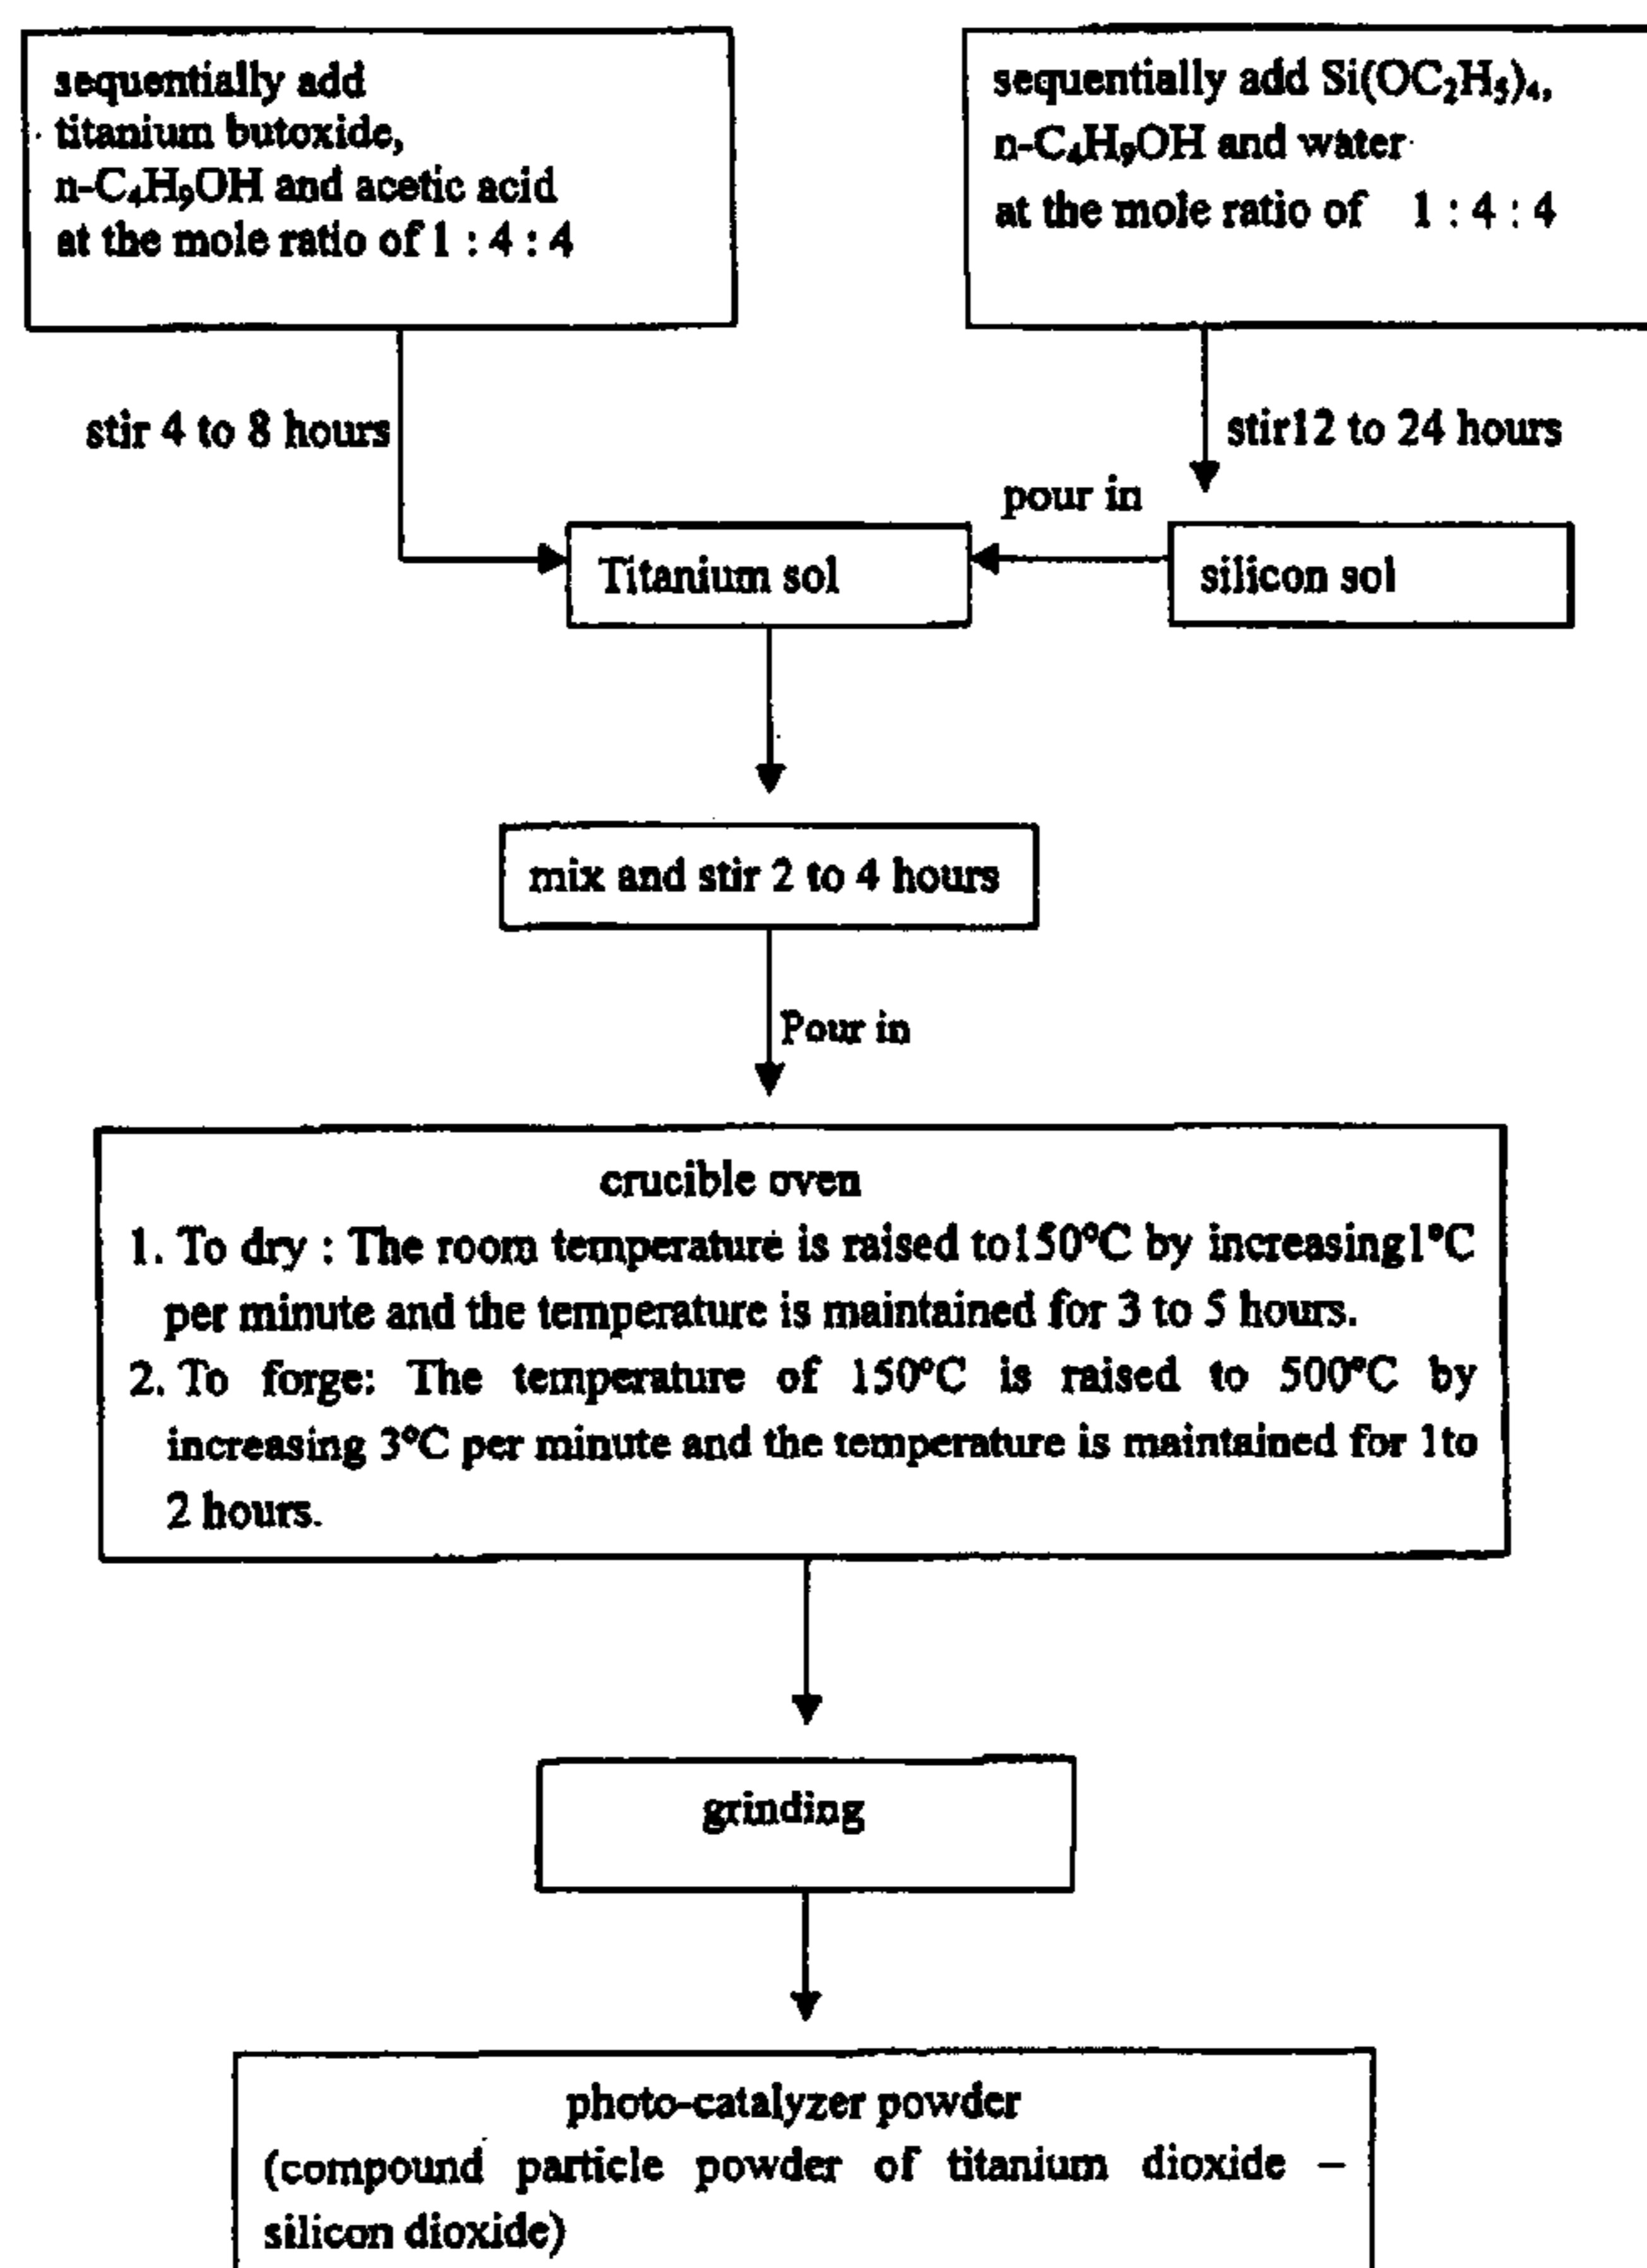 sequentially add
titanium butoxide,
n-C₄H₉OH and acetic acid
at the mole ratio of 1 : 4 : 4
sequentially add Si(OC₂H₅)₄,
n-C₄H₉OH and water
at the mole ratio of 1 : 4 : 4
stir 4 to 8 hours
stir12 to 24 hours
pour in
Titanium sol
silicon sol
mix and stir 2 to 4 hours
Pour in
crucible oven
1. To dry : The room temperature is raised to150°C by increasing1°C
per minute and the temperature is maintained for 3 to 5 hours.
2. To forge: The temperature of 150°C is raised to 500°C by
increasing 3°C per minute and the temperature is maintained for 1to
2 hours.
grinding
photo-catalyzer powder
(compound particle powder of titanium dioxide –
silicon dioxide)